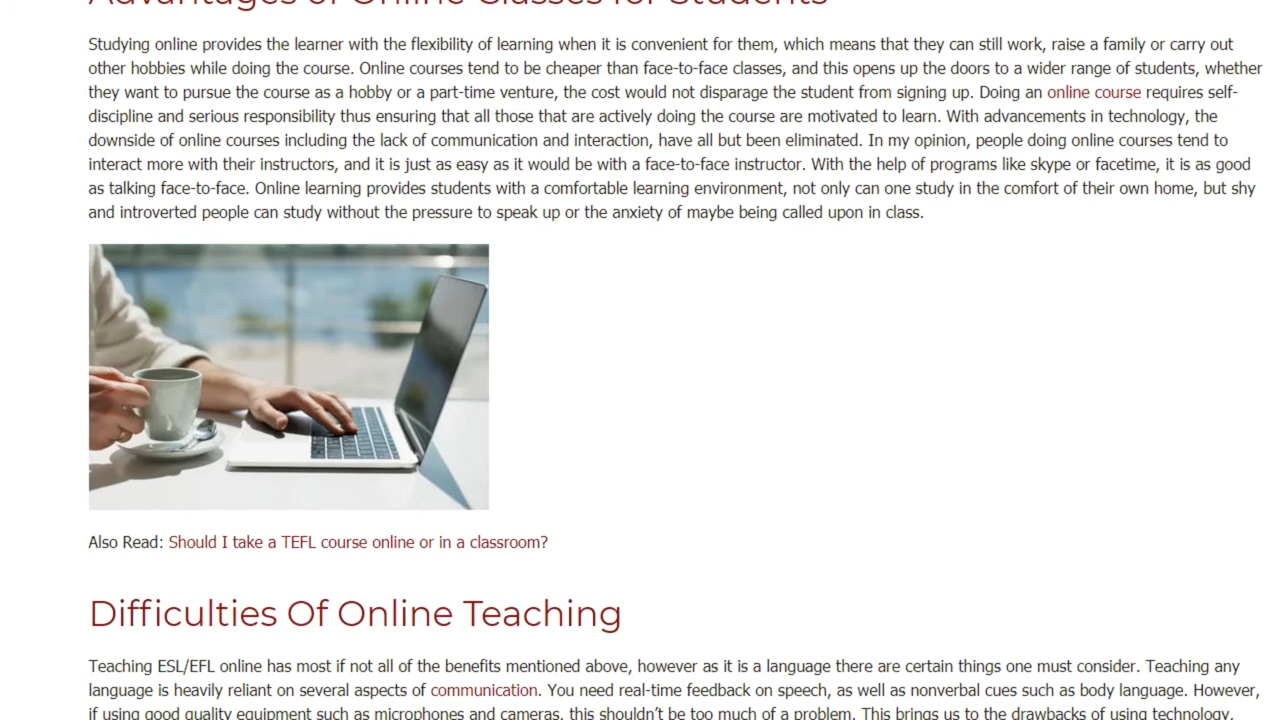 Advantages of Online Classes for Students
Studying online provides the learner with the flexibility of learning when it is convenient for them, which means that they can still work, raise a family or carry out
other hobbies while doing the course. Online courses tend to be cheaper than face-to-face classes, and this opens up the doors to a wider range of students, whether
they want to pursue the course as a hobby or a part-time venture, the cost would not disparage the student from signing up. Doing an online course requires self-
discipline and serious responsibility thus ensuring that all those that are actively doing the course are motivated to learn. With advancements in technology, the
downside of online courses including the lack of communication and interaction, have all but been eliminated. In my opinion, people doing online courses tend to
interact more with their instructors, and it is just as easy as it would be with a face-to-face instructor. With the help of programs like skype or facetime, it is as good
as talking face-to-face. Online learning provides students with a comfortable learning environment, not only can one study in the comfort of their own home, but shy
and introverted people can study without the pressure to speak up or the anxiety of maybe being called upon in class.
Also Read: Should I take a TEFL course online or in a classroom?
Difficulties Of Online Teaching
Teaching ESL/EFL online has most if not all of the benefits mentioned above, however as it is a language there are certain things one must consider. Teaching any
language is heavily reliant on several aspects of communication. You need real-time feedback on speech, as well as nonverbal cues such as body language. However,
if using good quality equipment such as microphones and cameras, this shouldn't be too much of a problem. This brings us to the drawbacks of using technology,